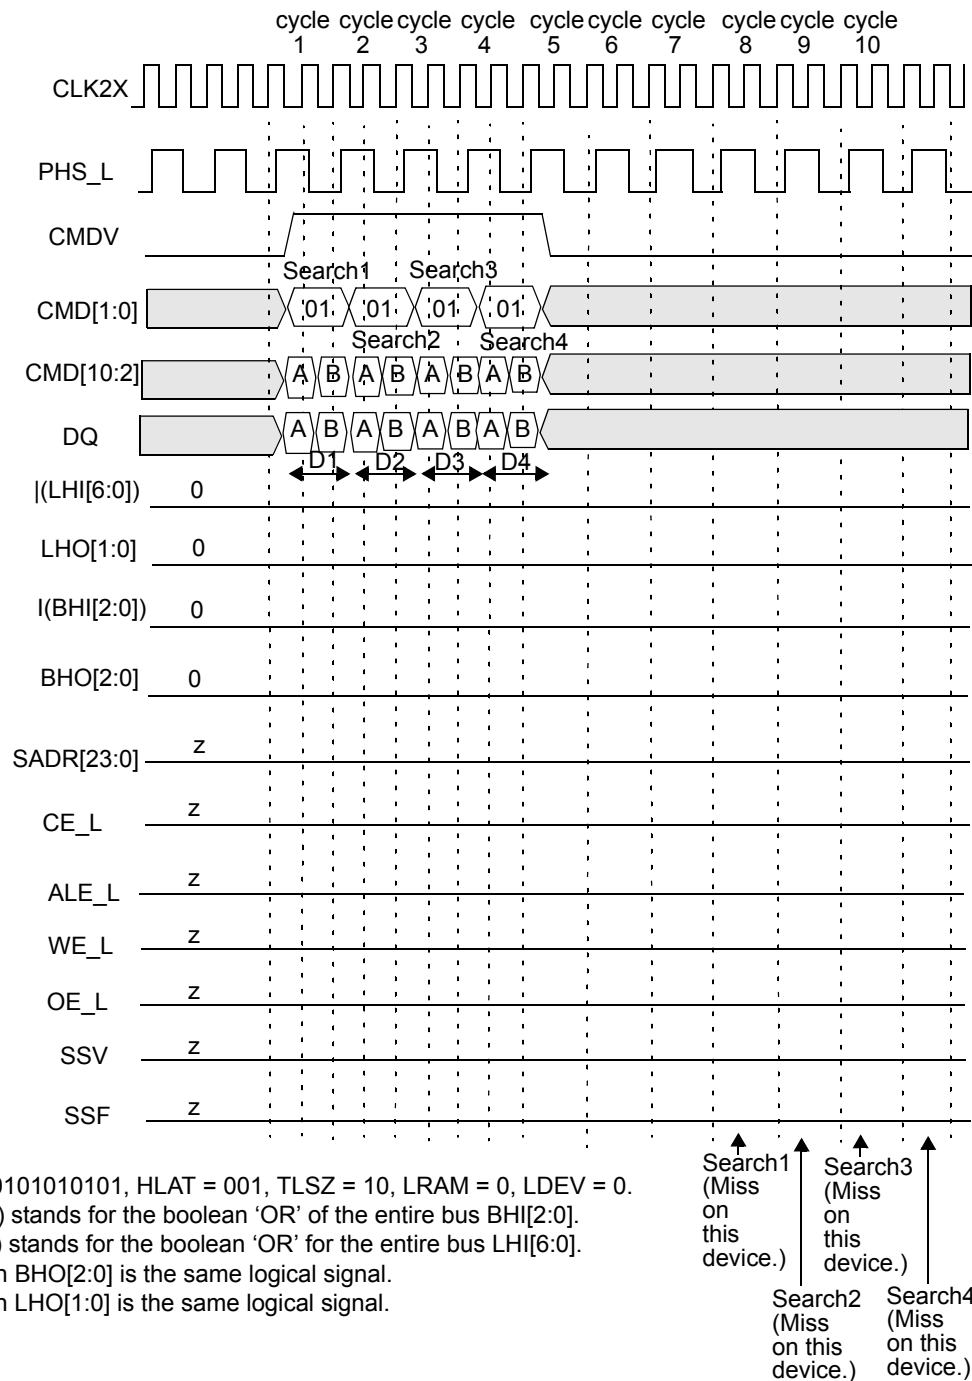 cycle cycle cycle cycle cycle cycle cycle cycle cycle cycle
1 2 3 4 5 6 7 8 9 10
CLK2X
PHS_L
CMDV
Search1 Search3
CMD[1:0] 01 01 01 01
Search2 Search4
CMD[10:2] A B A B A B A B
DQ A B A B A B A B
D1 D2 D3 D4
|(LHI[6:0]) 0
LHO[1:0] 0
I(BHI[2:0]) 0
BHO[2:0] 0
SADR[23:0] z
CE_L z
ALE_L z
WE_L z
OE_L z
SSV z
SSF z
0101010101, HLAT = 001, TLSZ = 10, LRAM = 0, LDEV = 0.
) stands for the boolean ‘OR’ of the entire bus BHI[2:0].
) stands for the boolean ‘OR’ for the entire bus LHI[6:0].
n BHO[2:0] is the same logical signal.
n LHO[1:0] is the same logical signal.
Search1
(Miss
on
this
device.)
Search2
(Miss
on this
device.)
Search3
(Miss
on
this
device.)
Search4
(Miss
on this
device.)